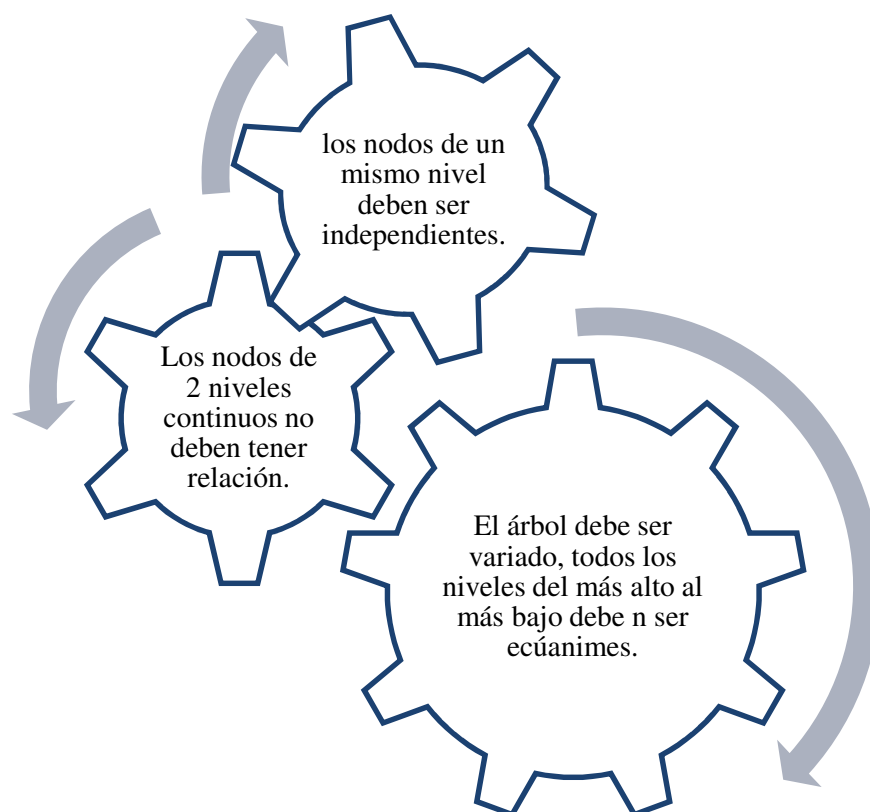 los nodos de un
mismo nivel
deben ser
independientes.
Los nodos de
2 niveles
continuos no
deben tener
relación.
El árbol debe ser
variado, todos los
niveles del más alto al
más bajo debe n ser
ecúanimes.